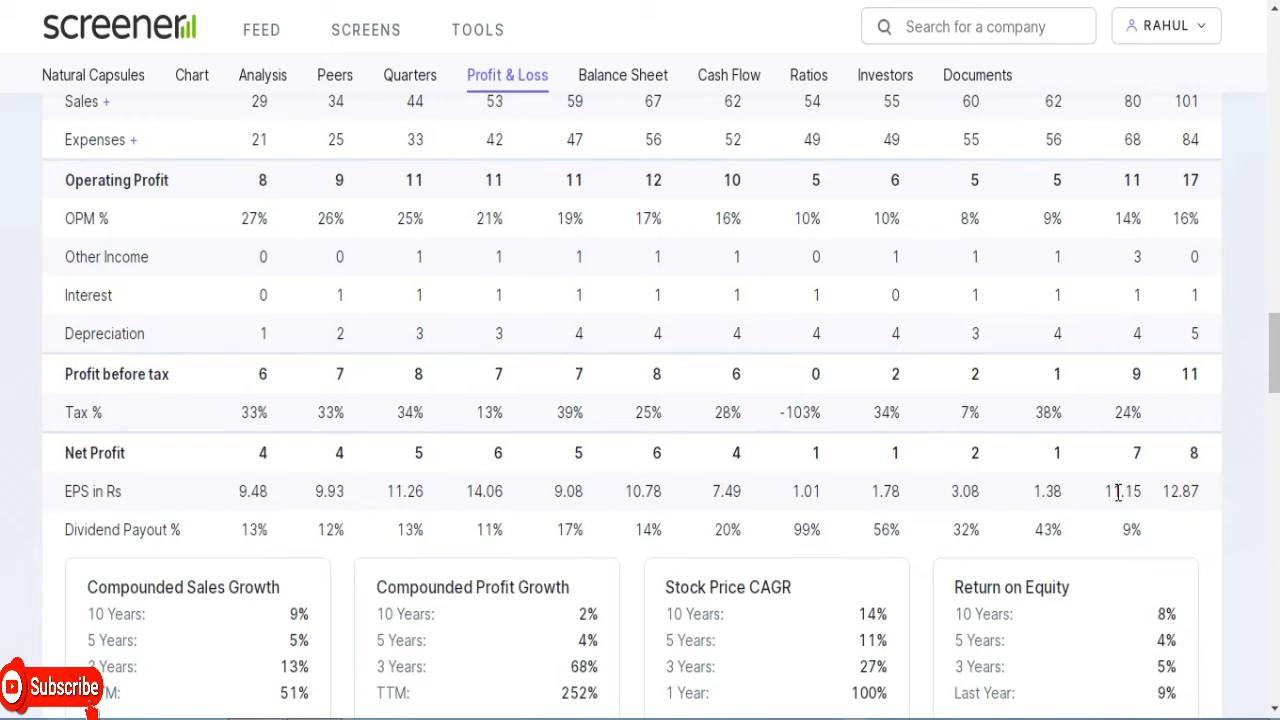 screener FEED SCREENS TOOLS Search for a company RAHUL
Natural Capsules Chart Analysis Peers Quarters Profit & Loss Balance Sheet Cash Flow Ratios Investors Documents
Sales + 29 34 44 53 59 67 62 54 55 60 62 80 101
Expenses + 21 25 33 42 47 56 52 49 49 55 56 68 84
Operating Profit 8 9 11 11 11 12 10 5 6 5 5 11 17
OPM % 27% 26% 25% 21% 19% 17% 16% 10% 10% 8% 9% 14% 16%
Other Income 0 0 1 1 1 1 1 0 1 1 1 3 0
Interest 0 1 1 1 1 1 1 1 0 1 1 1 1
Depreciation 1 2 3 3 4 4 4 4 4 3 4 4 5
Profit before tax 6 7 8 7 7 8 6 0 2 2 1 9 11
Tax % 33% 33% 34% 13% 39% 25% 28% -103% 34% 7% 38% 24%
Net Profit 4 4 5 6 5 6 4 1 1 2 1 7 8
EPS in Rs 9.48 9.93 11.26 14.06 9.08 10.78 7.49 1.01 1.78 3.08 1.38 11.15 12.87
Dividend Payout % 13% 12% 13% 11% 17% 14% 20% 99% 56% 32% 43% 9%
Compounded Sales Growth
10 Years: 9%
5 Years: 5%
3 Years: 13%
TTM: 51%
Compounded Profit Growth
10 Years: 2%
5 Years: 4%
3 Years: 68%
TTM: 252%
Stock Price CAGR
10 Years: 14%
5 Years: 11%
3 Years: 27%
1 Year: 100%
Return on Equity
10 Years: 8%
5 Years: 4%
3 Years: 5%
Last Year: 9%
Subscribe